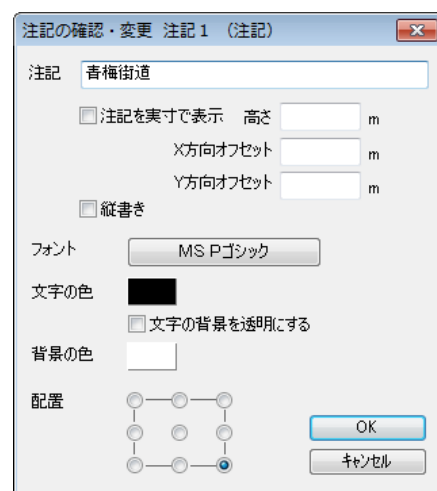 注記の確認・変更 注記1 （注記）
注記 青梅街道
注記を実寸で表示 高さ m
X方向オフセット m
Y方向オフセット m
縦書き
フォント MS Pゴシック
文字の色
文字の背景を透明にする
背景の色
配置
OK
キャンセル